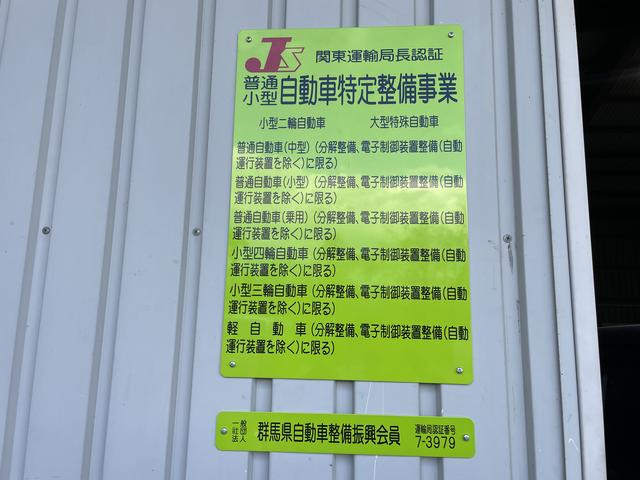 JS 関東運輸局長認証
普通
小型 自動車特定整備事業
小型二輪自動車 大型特殊自動車
普通自動車(中型)(分解整備、電子制御装置整備(自動
運行装置を除く)に限る)
普通自動車(小型)(分解整備、電子制御装置整備(自動
運行装置を除く)に限る)
普通自動車(乗用)(分解整備、電子制御装置整備(自動
運行装置を除く)に限る)
小型四輪自動車(分解整備、電子制御装置整備(自動
運行装置を除く)に限る)
小型三輪自動車(分解整備、電子制御装置整備(自動
運行装置を除く)に限る)
軽自動車(分解整備、電子制御装置整備(自動
運行装置を除く)に限る)
一般
社団
法人 群馬県自動車整備振興会員
運輸局認証番号
7-3979